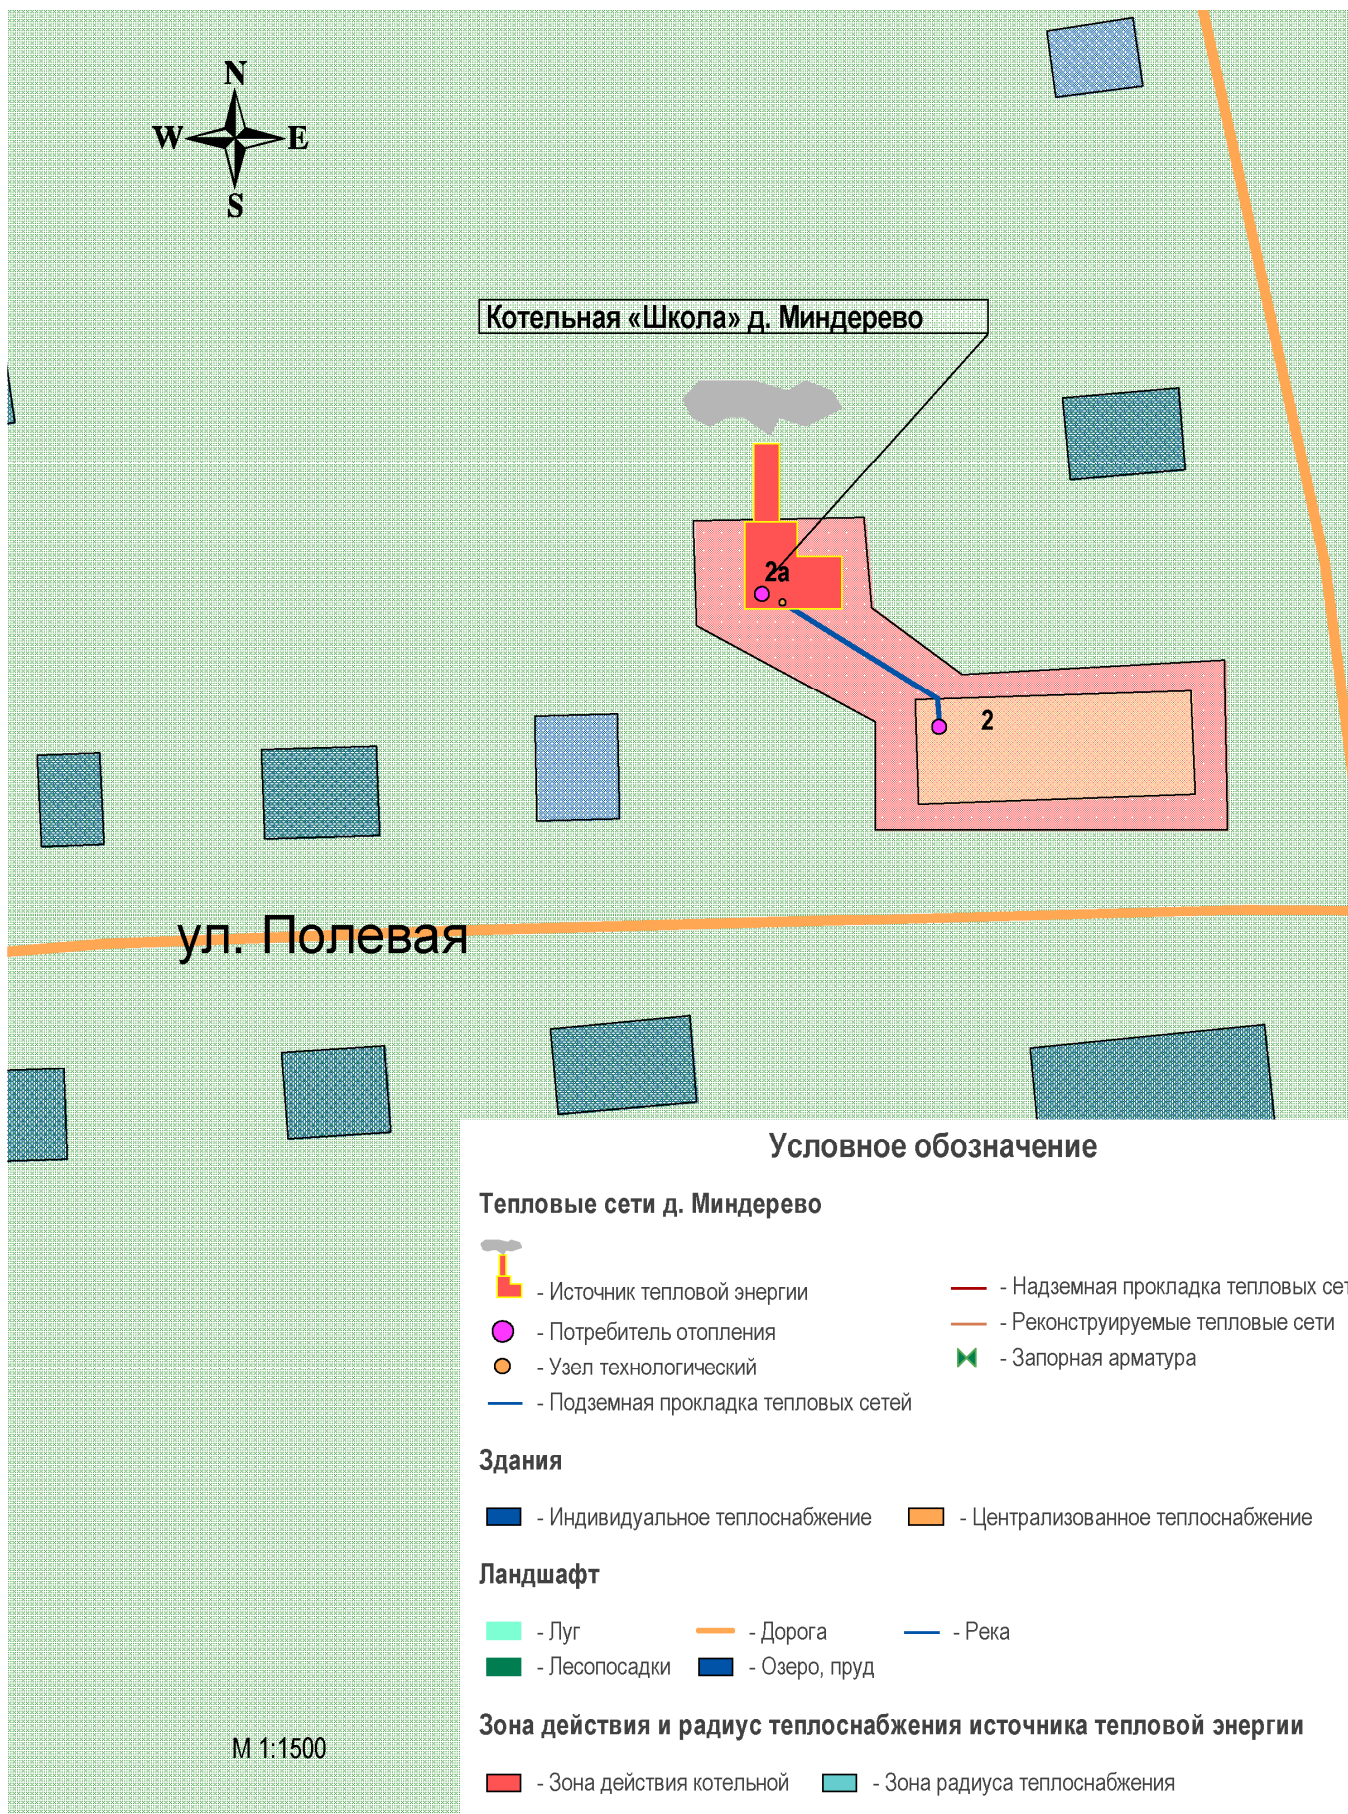 N
W E
S
Котельная «Школа» д. Миндерево
2а
2
ул. Полевая
Условное обозначение
Тепловые сети д. Миндерево
- Источник тепловой энергии
- Надземная прокладка тепловых сет
- Потребитель отопления
- Реконструируемые тепловые сети
- Узел технологический
- Запорная арматура
- Подземная прокладка тепловых сетей
Здания
- Индивидуальное теплоснабжение - Централизованное теплоснабжение
Ландшафт
- Луг - Дорога - Река
- Лесопосадки - Озеро, пруд
Зона действия и радиус теплоснабжения источника тепловой энергии
М 1:1500
- Зона действия котельной - Зона радиуса теплоснабжения